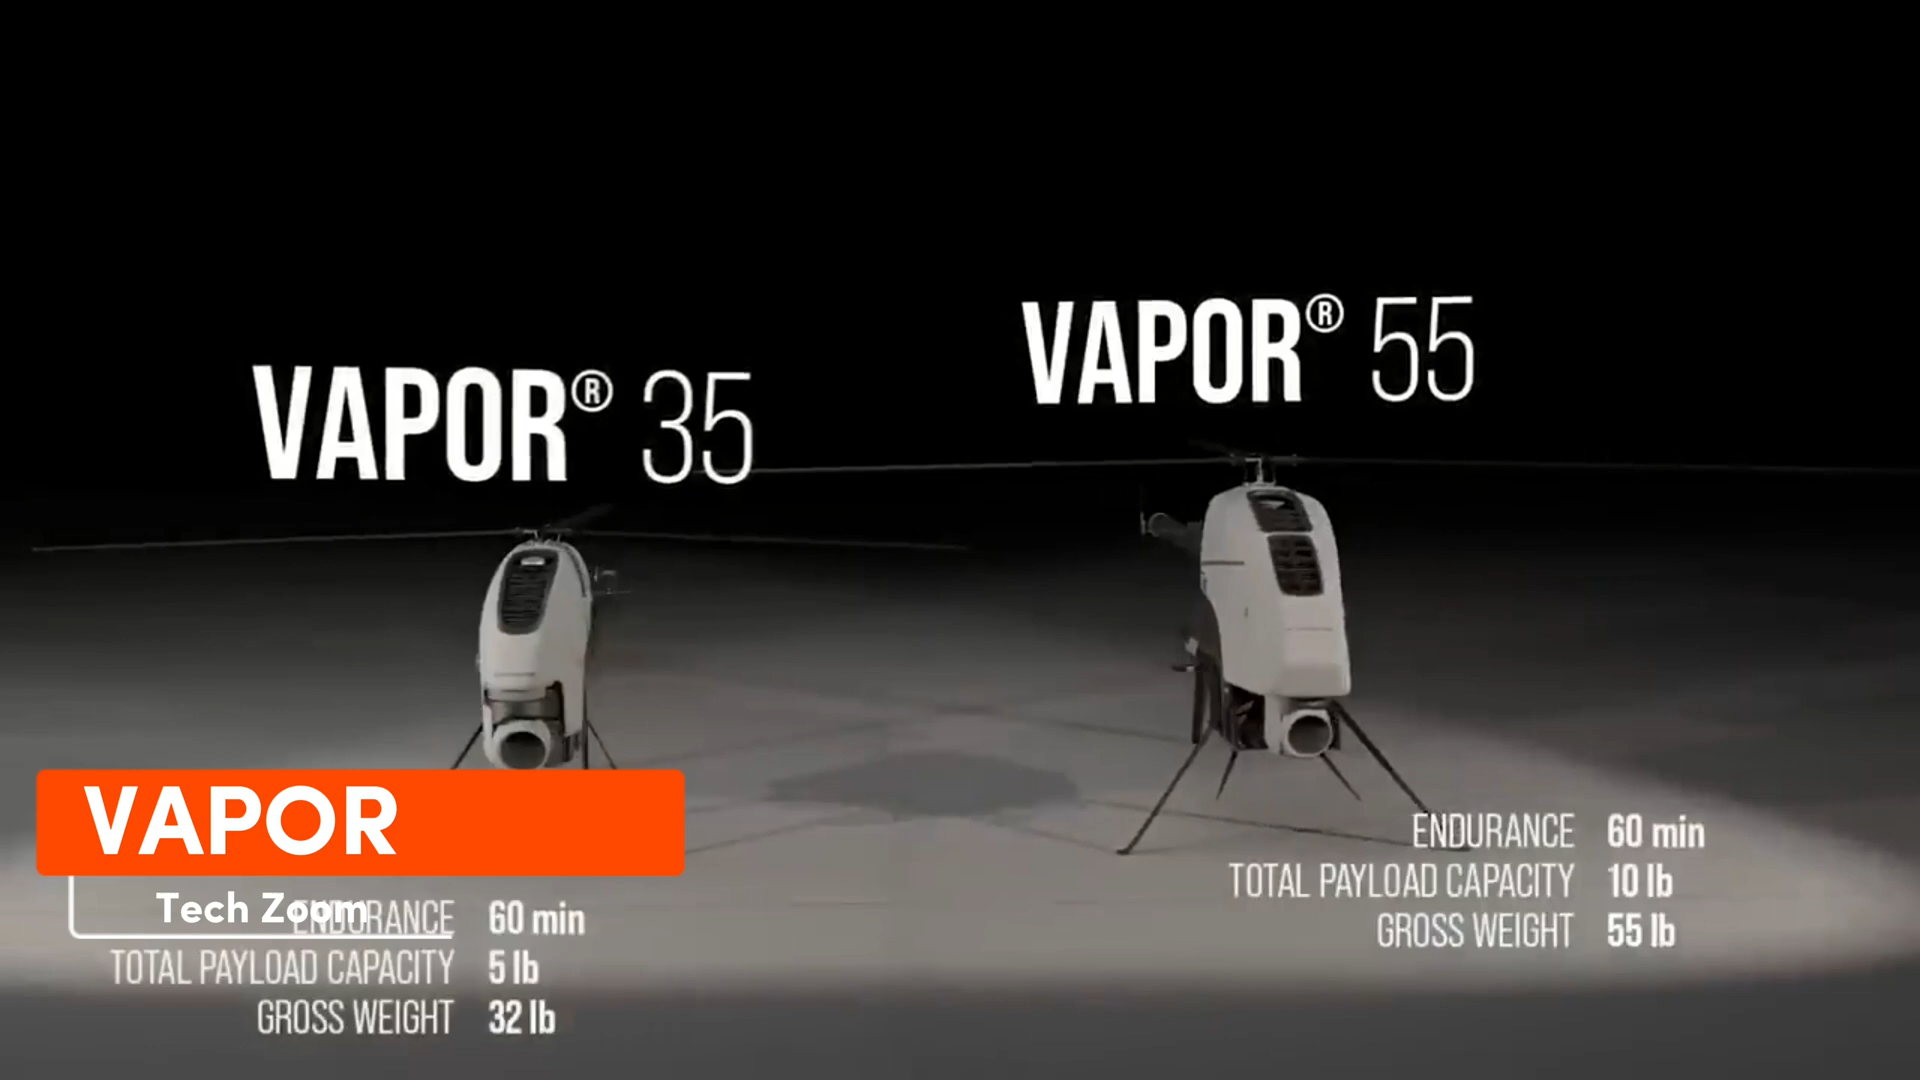 VAPOR® 35
VAPOR® 55
VAPOR
Tech Zoom
ENDURANCE 60 min
TOTAL PAYLOAD CAPACITY 5 lb
GROSS WEIGHT 32 lb
ENDURANCE 60 min
TOTAL PAYLOAD CAPACITY 10 lb
GROSS WEIGHT 55 lb